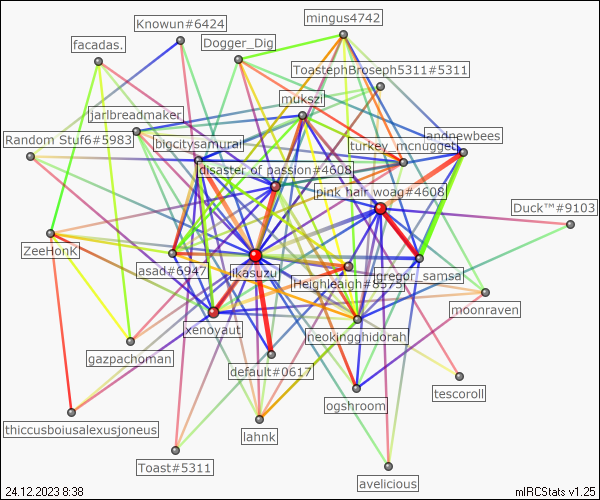 mingus4742
Knowun#6424
facadas.
Dogger_Dig
ToastephBroseph5311#5311
mukszi
jarlbreadmaker
andnewbees
Random Stuf6#5983
bigcitysamurai
turkey_mcnugget
disaster of passion#4608
pink hair woag#4608
Duck™#9103
ZeeHonK
asad#6947
jkasuzu
Heighleaigh#8575
gregor_samsa
moonraven
xenoyaut
neokingghidorah
gazpachoman
default#0617
tescoroll
ogshroom
thiccusboiusalexusjoneus
lahnk
Toast#5311
avelicious
24.12.2023 8:38
mIRCStats v1.25